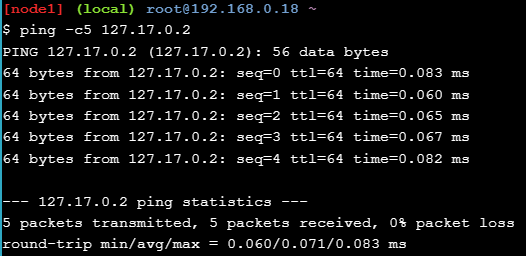 [node1] (local) root@192.168.0.18 ~
$ ping -c5 127.17.0.2
PING 127.17.0.2 (127.17.0.2): 56 data bytes
64 bytes from 127.17.0.2: seq=0 ttl=64 time=0.083 ms
64 bytes from 127.17.0.2: seq=1 ttl=64 time=0.060 ms
64 bytes from 127.17.0.2: seq=2 ttl=64 time=0.065 ms
64 bytes from 127.17.0.2: seq=3 ttl=64 time=0.067 ms
64 bytes from 127.17.0.2: seq=4 ttl=64 time=0.082 ms
--- 127.17.0.2 ping statistics ---
5 packets transmitted, 5 packets received, 0% packet loss
round-trip min/avg/max = 0.060/0.071/0.083 ms